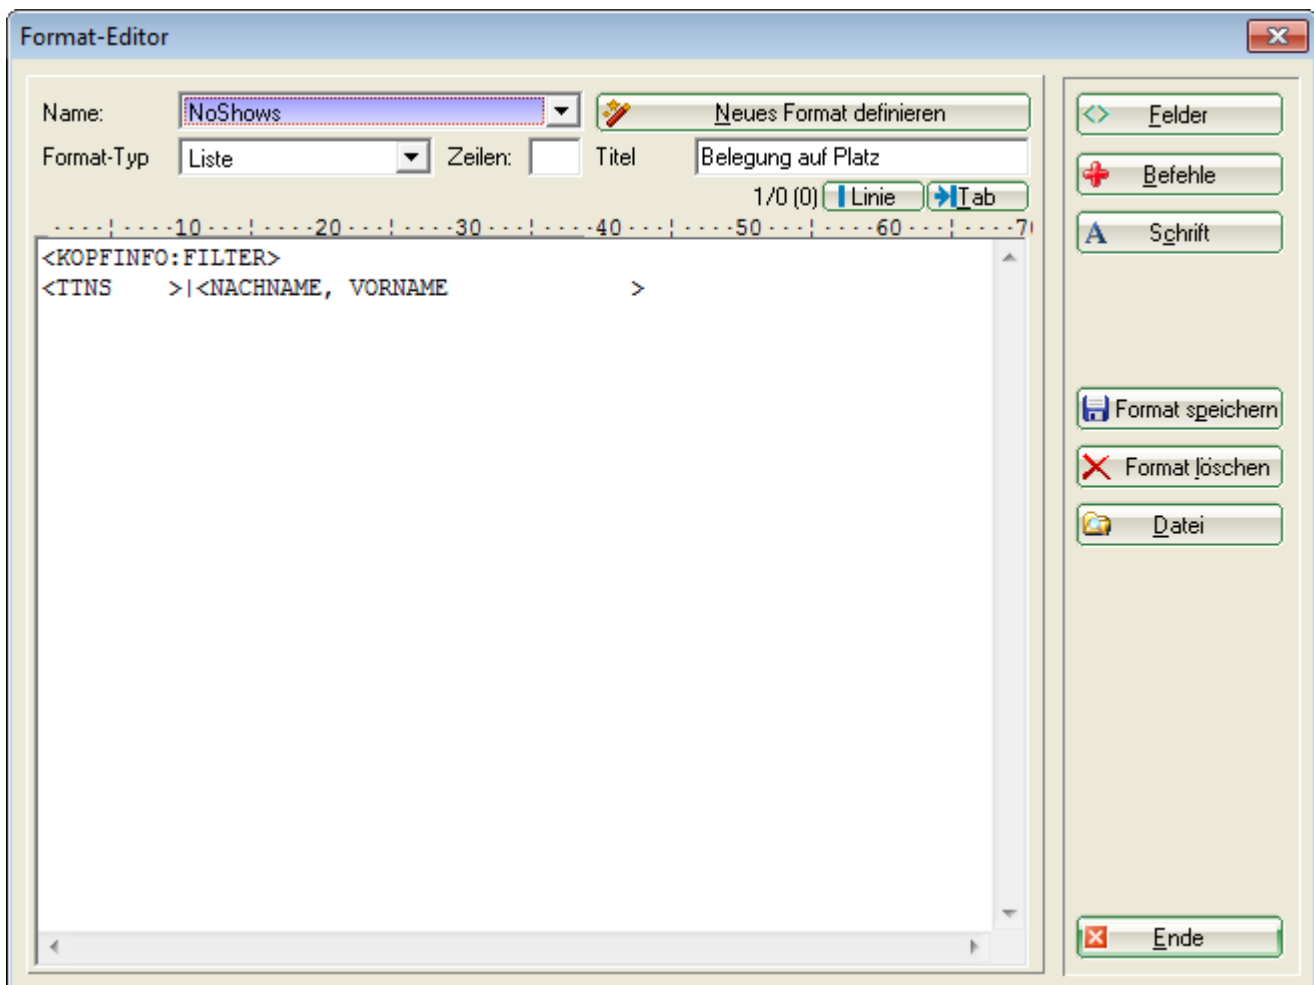 Format-Editor
Name: NoShows Neues Format definieren
Format-Typ Liste Zeilen: Titel Belegung auf Platz
1/0 (0) Linie Tab
....¦....10...¦....20...¦....30...¦....40...¦....50...¦....60...¦....7
<KOPFINFO:FILTER>
<TTNS    >|<NACHNAME, VORNAME             >
Felder
Befehle
Schrift
Format speichern
Format löschen
Datei
Ende